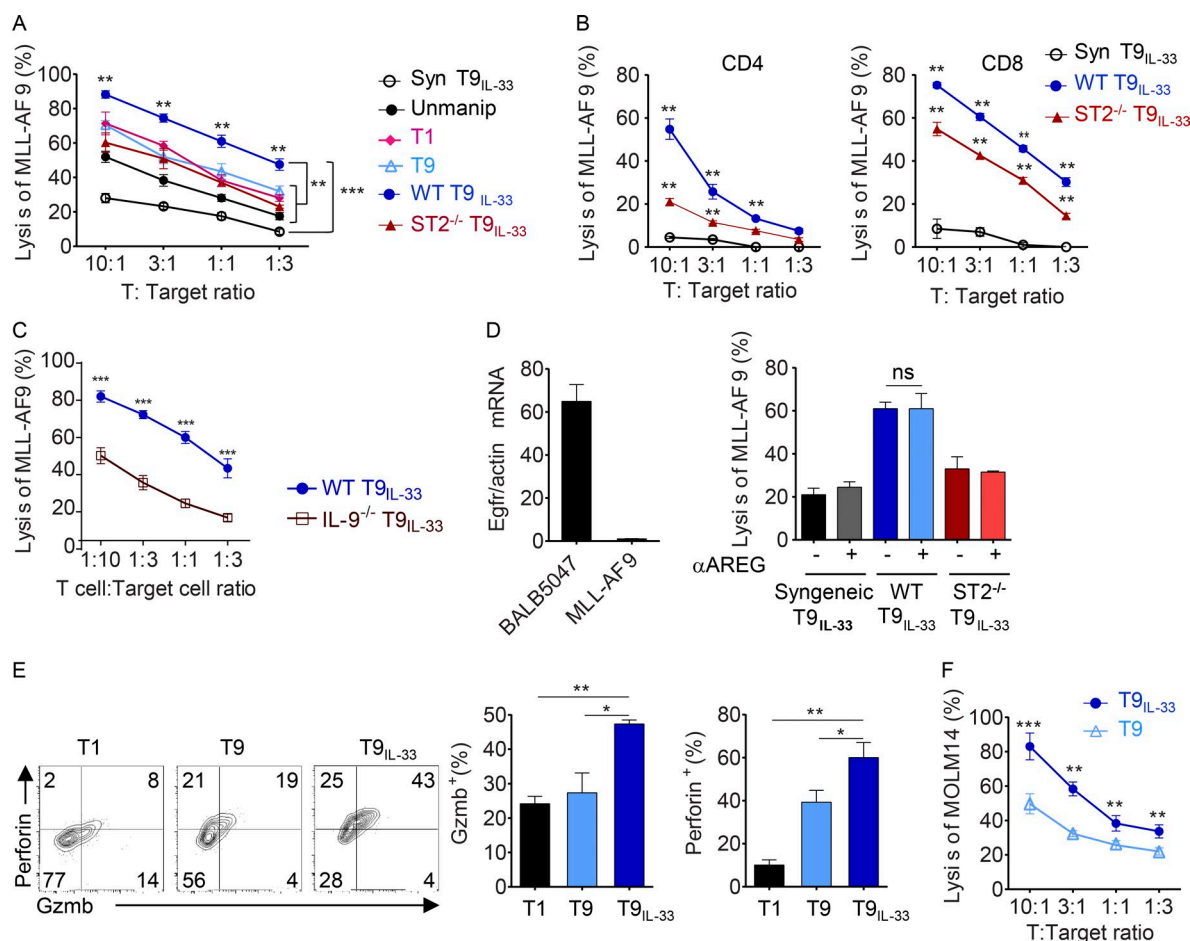 A
Lysis of MLL-AF 9 (%)
100
80
60
40
20
0
10:1 3:1 1:1 1:3
T: Target ratio
** ** ** **
** ***
Syn T9IL-33
Unmanip
T1
T9
WT T9 IL-33
ST2-/- T9IL-33
B
Lysis of MLL-AF 9 (%)
CD4
80
60
40
20
0
10:1 3:1 1:1 1:3
T: Target ratio
** ** **
** **
CD8
80
60
40
20
0
10:1 3:1 1:1 1:3
T: Target ratio
** ** ** **
** ** ** **
Syn T9IL-33
WT T9IL-33
ST2-/- T9IL-33
C
Lysis of MLL-AF9 (%)
100
80
60
40
20
0
1:10 1:3 1:1 1:3
T cell:Target cell ratio
*** *** *** ***
WT T9IL-33
IL-9-/- T9IL-33
D
Egfr/actin mRNA
80
60
40
20
0
BALB5047
MLL-AF9
Lysis of MLL-AF 9 (%)
80
60
40
20
0
ns
αAREG
- + - + - +
Syngeneic WT ST2-/-
T9IL-33 T9IL-33 T9IL-33
E
T1 T9 T9IL-33
Perforin
2 8 21 19 25 43
77 14 56 4 28 4
Gzmb
Gzmb+(%)
50
40
30
20
10
0
**
*
T1 T9 T9IL-33
Perforin+(%)
80
60
40
20
0
**
*
T1 T9 T9IL-33
F
Lysis of MOLM14 (%)
100
80
60
40
20
0
10:1 3:1 1:1 1:3
T:Target ratio
*** ** ** **
T9IL-33
T9